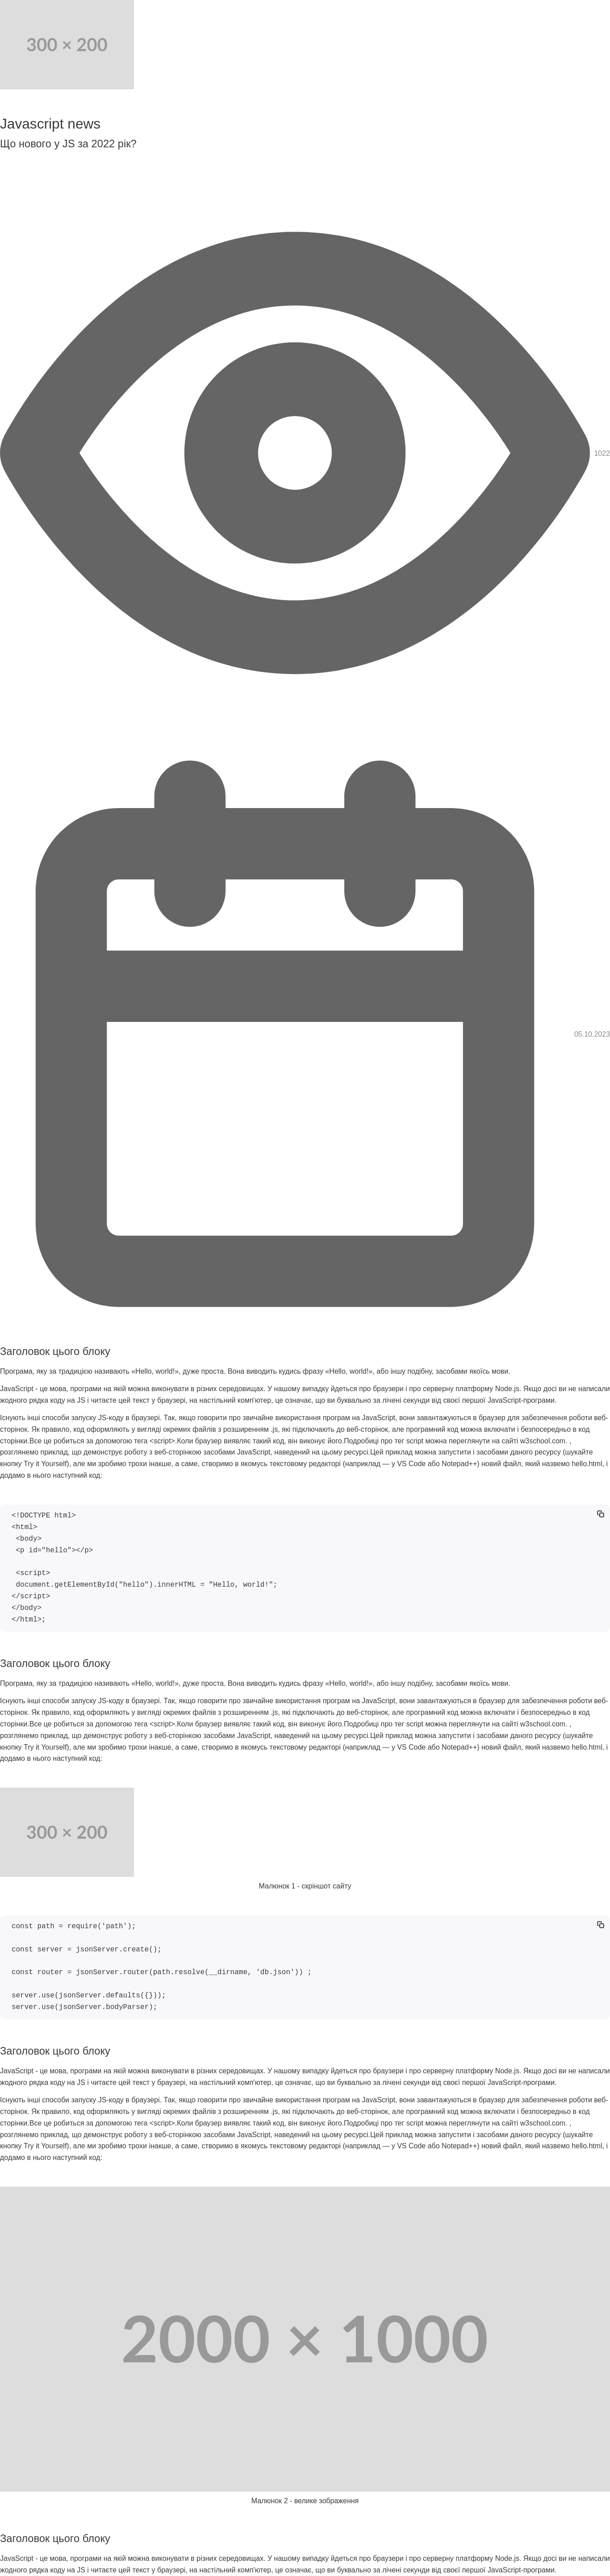 300 × 200
Javascript news
Що нового у JS за 2022 рік?
1022
05.10.2023
Заголовок цього блоку
Програма, яку за традицією називають «Hello, world!», дуже проста. Вона виводить кудись фразу «Hello, world!», або іншу подібну, засобами якоїсь мови.
JavaScript - це мова, програми на якій можна виконувати в різних середовищах. У нашому випадку йдеться про браузери і про серверну платформу Node.js. Якщо досі ви не написали
жодного рядка коду на JS і читаєте цей текст у браузері, на настільний комп'ютер, це означає, що ви буквально за лічені секунди від своєї першої JavaScript-програми.
Існують інші способи запуску JS-коду в браузері. Так, якщо говорити про звичайне використання програм на JavaScript, вони завантажуються в браузер для забезпечення роботи веб-
сторінок. Як правило, код оформляють у вигляді окремих файлів з розширенням .js, які підключають до веб-сторінок, але програмний код можна включати і безпосередньо в код
сторінки.Все це робиться за допомогою тега <script>.Коли браузер виявляє такий код, він виконує його.Подробиці про тег script можна переглянути на сайті w3school.com. ,
розглянемо приклад, що демонструє роботу з веб-сторінкою засобами JavaScript, наведений на цьому ресурсі.Цей приклад можна запустити і засобами даного ресурсу (шукайте
кнопку Try it Yourself), але ми зробимо трохи інакше, а саме, створимо в якомусь текстовому редакторі (наприклад — у VS Code або Notepad++) новий файл, який назвемо hello.html, і
додамо в нього наступний код:
<!DOCTYPE html>
<html>
<body>
<p id="hello"></p>
<script>
document.getElementById("hello").innerHTML = "Hello, world!";
</script>
</body>
</html>;
Заголовок цього блоку
Програма, яку за традицією називають «Hello, world!», дуже проста. Вона виводить кудись фразу «Hello, world!», або іншу подібну, засобами якоїсь мови.
Існують інші способи запуску JS-коду в браузері. Так, якщо говорити про звичайне використання програм на JavaScript, вони завантажуються в браузер для забезпечення роботи веб-
сторінок. Як правило, код оформляють у вигляді окремих файлів з розширенням .js, які підключають до веб-сторінок, але програмний код можна включати і безпосередньо в код
сторінки.Все це робиться за допомогою тега <script>.Коли браузер виявляє такий код, він виконує його.Подробиці про тег script можна переглянути на сайті w3school.com. ,
розглянемо приклад, що демонструє роботу з веб-сторінкою засобами JavaScript, наведений на цьому ресурсі.Цей приклад можна запустити і засобами даного ресурсу (шукайте
кнопку Try it Yourself), але ми зробимо трохи інакше, а саме, створимо в якомусь текстовому редакторі (наприклад — у VS Code або Notepad++) новий файл, який назвемо hello.html, і
додамо в нього наступний код:
300 × 200
Малюнок 1 - скріншот сайту
const path = require('path');
const server = jsonServer.create();
const router = jsonServer.router(path.resolve(__dirname, 'db.json')) ;
server.use(jsonServer.defaults({}));
server.use(jsonServer.bodyParser);
Заголовок цього блоку
JavaScript - це мова, програми на якій можна виконувати в різних середовищах. У нашому випадку йдеться про браузери і про серверну платформу Node.js. Якщо досі ви не написали
жодного рядка коду на JS і читаєте цей текст у браузері, на настільний комп'ютер, це означає, що ви буквально за лічені секунди від своєї першої JavaScript-програми.
Існують інші способи запуску JS-коду в браузері. Так, якщо говорити про звичайне використання програм на JavaScript, вони завантажуються в браузер для забезпечення роботи веб-
сторінок. Як правило, код оформляють у вигляді окремих файлів з розширенням .js, які підключають до веб-сторінок, але програмний код можна включати і безпосередньо в код
сторінки.Все це робиться за допомогою тега <script>.Коли браузер виявляє такий код, він виконує його.Подробиці про тег script можна переглянути на сайті w3school.com. ,
розглянемо приклад, що демонструє роботу з веб-сторінкою засобами JavaScript, наведений на цьому ресурсі.Цей приклад можна запустити і засобами даного ресурсу (шукайте
кнопку Try it Yourself), але ми зробимо трохи інакше, а саме, створимо в якомусь текстовому редакторі (наприклад — у VS Code або Notepad++) новий файл, який назвемо hello.html, і
додамо в нього наступний код:
2000 × 1000
Малюнок 2 - велике зображення
Заголовок цього блоку
JavaScript - це мова, програми на якій можна виконувати в різних середовищах. У нашому випадку йдеться про браузери і про серверну платформу Node.js. Якщо досі ви не написали
жодного рядка коду на JS і читаєте цей текст у браузері, на настільний комп'ютер, це означає, що ви буквально за лічені секунди від своєї першої JavaScript-програми.